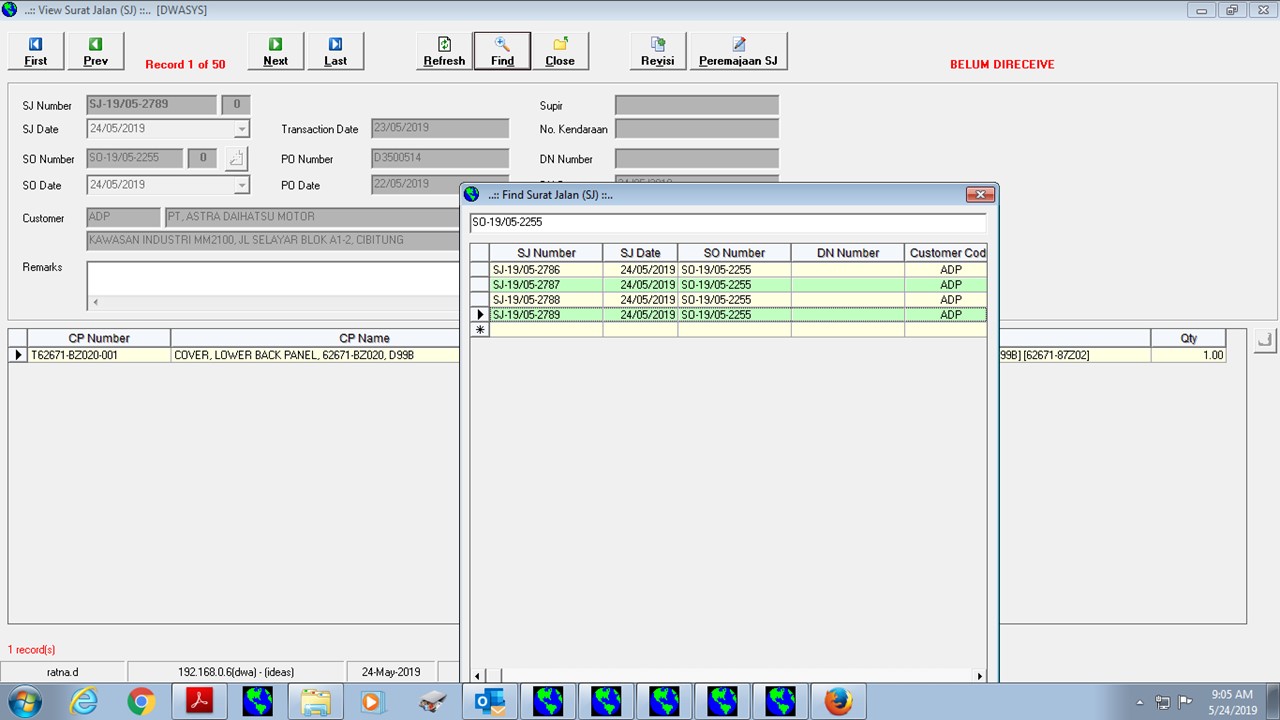 ..:: View Surat Jalan (SJ) ::.. [DWASYS]
First Prev Record 1 of 50 Next Last Refresh Find Close Revisi Peremajaan SJ BELUM DIRECEIVE
SJ Number SJ-19/05-2789 0 Supir
SJ Date 24/05/2019 Transaction Date 23/05/2019 No. Kendaraan
SO Number SO-19/05-2255 0 PO Number D3500514 DN Number
SO Date 24/05/2019 PO Date 22/05/2019
Customer ADP PT. ASTRA DAIHATSU MOTOR
KAWASAN INDUSTRI MM2100, JL SELAYAR BLOK A1-2, CIBITUNG
Remarks
CP Number CP Name Qty
T62671-BZ020-001 COVER, LOWER BACK PANEL, 62671-BZ020, D99B 99B] [62671-87Z02] 1.00
..:: Find Surat Jalan (SJ) ::..
SO-19/05-2255
SJ Number SJ Date SO Number DN Number Customer Cod
SJ-19/05-2786 24/05/2019 SO-19/05-2255 ADP
SJ-19/05-2787 24/05/2019 SO-19/05-2255 ADP
SJ-19/05-2788 24/05/2019 SO-19/05-2255 ADP
SJ-19/05-2789 24/05/2019 SO-19/05-2255 ADP
1 record(s)
ratna.d 192.168.0.6(dwa) - (ideas) 24-May-2019
9:05 AM
5/24/2019